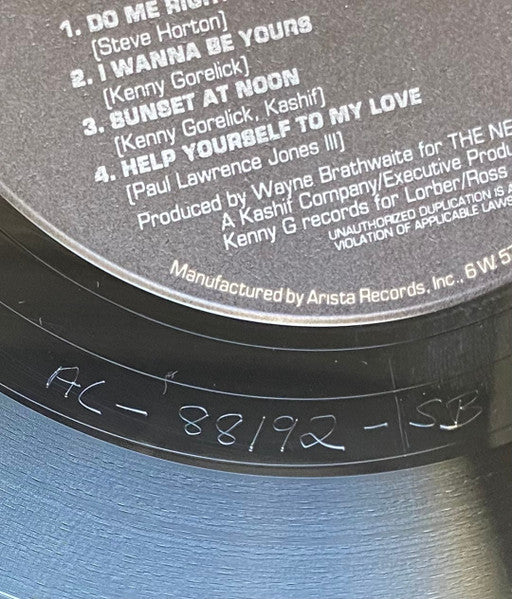 1. DO ME RIGH
(Steve Horton)
2. I WANNA BE YOURS
(Kenny Gorelick)
3. SUNSET AT NOON
(Kenny Gorelick, Kashif)
4. HELP YOURSELF TO MY LOVE
(Paul Lawrence Jones III)
Produced by Wayne Brathwaite for THE NE
A Kashif Company/Executive Produ
Kenny G records for Lorber/Ross
UNAUTHORIZED DUPLICATION IS A
VIOLATION OF APPLICABLE LAWS
Manufactured by Arista Records, Inc., 6 W. 57
AC-88192-1SB